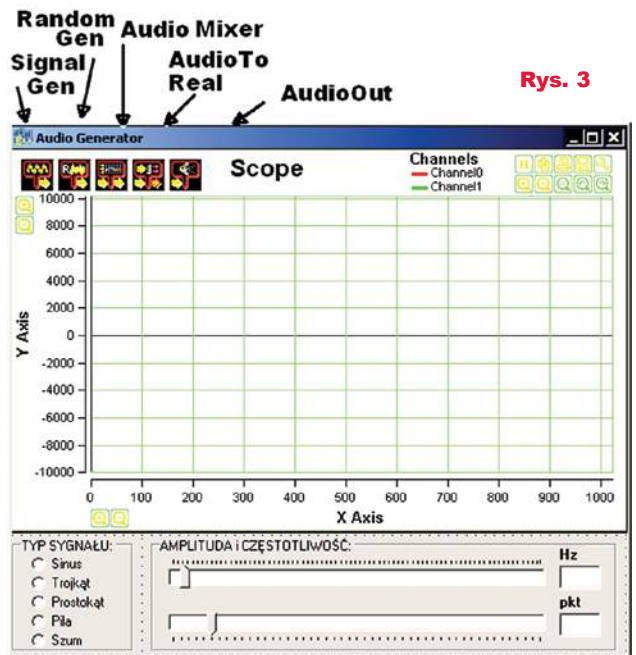 Random
Gen
Audio Mixer
Signal
Gen
AudioTo
Real
AudioOut
Rys. 3
Audio Generator
Scope
Channels
Channel0
Channel1
10000
8000
6000
4000
2000
0
-2000
-4000
-6000
-8000
-10000
Y Axis
0 100 200 300 400 500 600 700 800 900 1000
X Axis
TYP SYGNAŁU:
Sinus
Trojkąt
Prostokąt
Piła
Szum
AMPLITUDA i CZĘSTOTLIWOŚĆ:
Hz
pkt